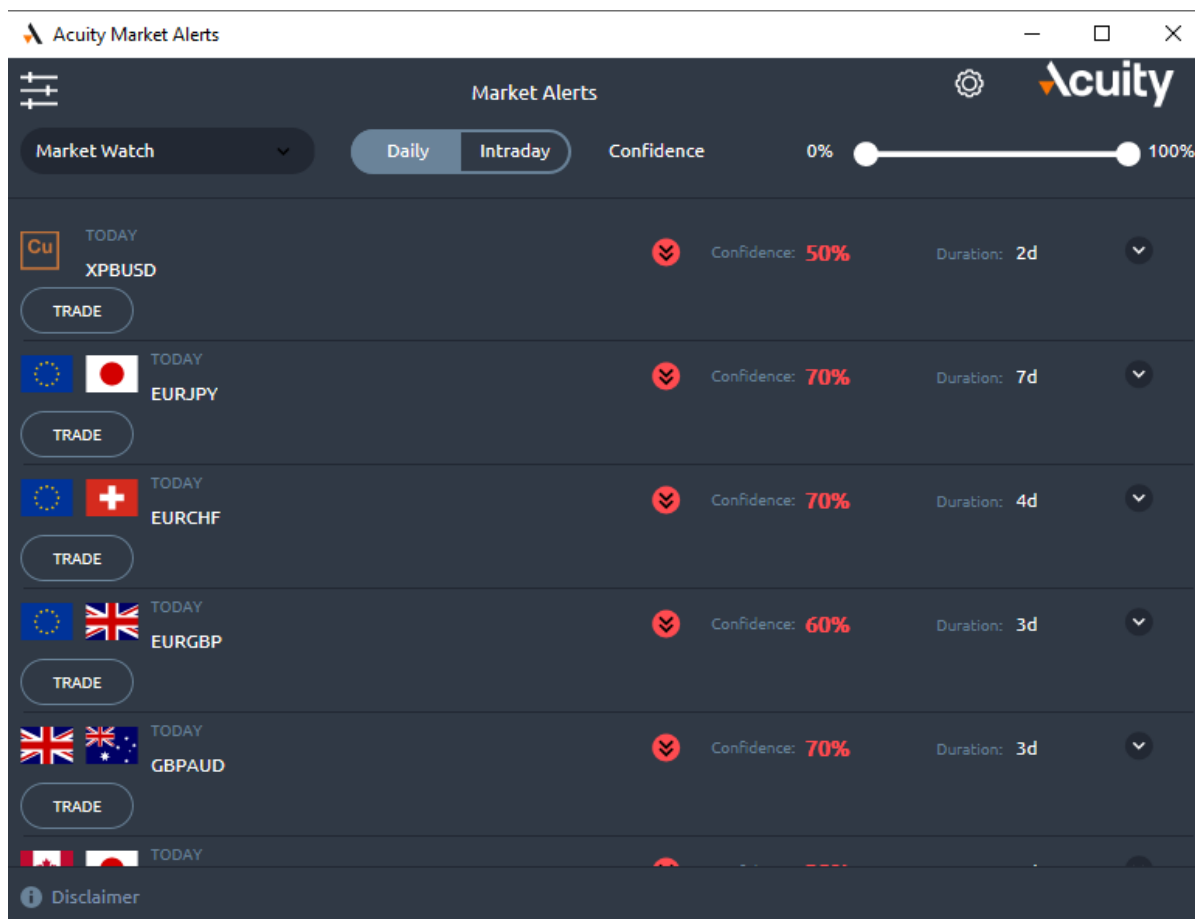 Acuity Market Alerts
Market Alerts
Acuity
Market Watch
Daily
Intraday
Confidence
0%
100%
Cu
TODAY
XPBUSD
Confidence: 50%
Duration: 2d
TRADE
TODAY
EURJPY
Confidence: 70%
Duration: 7d
TRADE
TODAY
EURCHF
Confidence: 70%
Duration: 4d
TRADE
TODAY
EURGBP
Confidence: 60%
Duration: 3d
TRADE
TODAY
GBPAUD
Confidence: 70%
Duration: 3d
TRADE
TODAY
Disclaimer